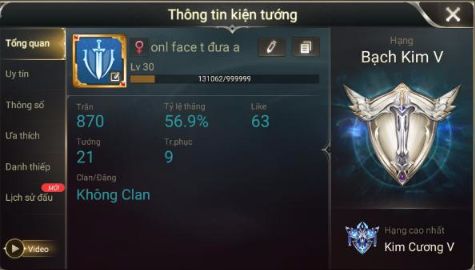 Thông tin kiện tướng
Tổng quan
Uy tín
Thông số
Ưa thích
Danh thiếp
Lịch sử đấu
MỚI
Video
onl face t đưa a
Lv 30
131062/999999
Trận
Tỷ lệ thắng
Like
870
56.9%
63
Tướng
Tr.phục
21
9
Clan/Đảng
Không Clan
Hạng
Bạch Kim V
Hạng cao nhất
Kim Cương V